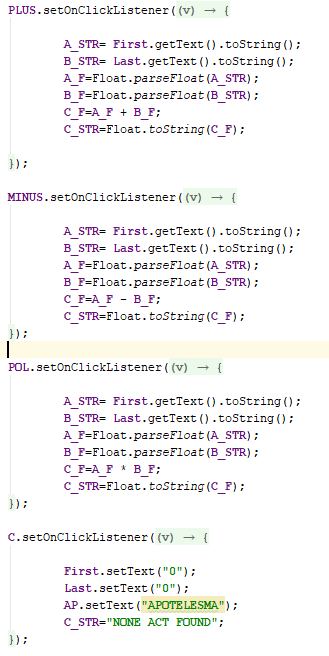 PLUS.setOnClickListener((v) → {
A_STR= First.getText().toString();
B_STR= Last.getText().toString();
A_F=Float.parseFloat(A_STR);
B_F=Float.parseFloat(B_STR);
C_F=A_F + B_F;
C_STR=Float.toString(C_F);
});
MINUS.setOnClickListener((v) → {
A_STR= First.getText().toString();
B_STR= Last.getText().toString();
A_F=Float.parseFloat(A_STR);
B_F=Float.parseFloat(B_STR);
C_F=A_F - B_F;
C_STR=Float.toString(C_F);
});
POL.setOnClickListener((v) → {
A_STR= First.getText().toString();
B_STR= Last.getText().toString();
A_F=Float.parseFloat(A_STR);
B_F=Float.parseFloat(B_STR);
C_F=A_F * B_F;
C_STR=Float.toString(C_F);
});
C.setOnClickListener((v) → {
First.setText("0");
Last.setText("0");
AP.setText("APOTELESMA");
C_STR="NONE ACT FOUND";
});